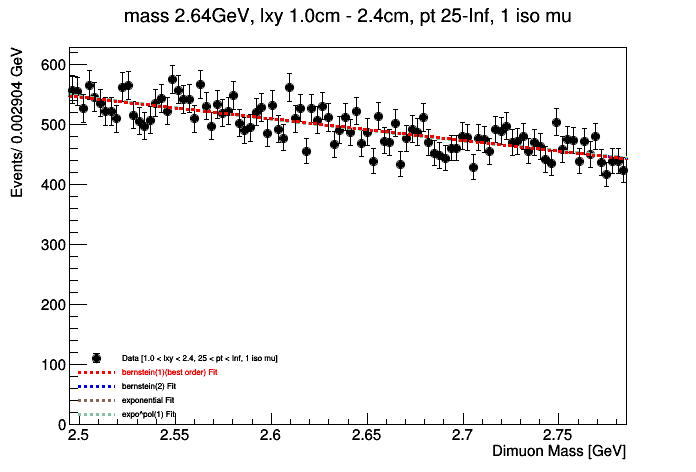 mass 2.64GeV, lxy 1.0cm - 2.4cm, pt 25-Inf, 1 iso mu
Events/ 0.002904 GeV
600
500
400
300
200
100
0
Data [1.0 < lxy < 2.4, 25 < pt < Inf, 1 iso mu]
bernstein(1)(best order) Fit
bernstein(2) Fit
exponential Fit
expo*pol(1) Fit
2.5 2.55 2.6 2.65 2.7 2.75
Dimuon Mass [GeV]